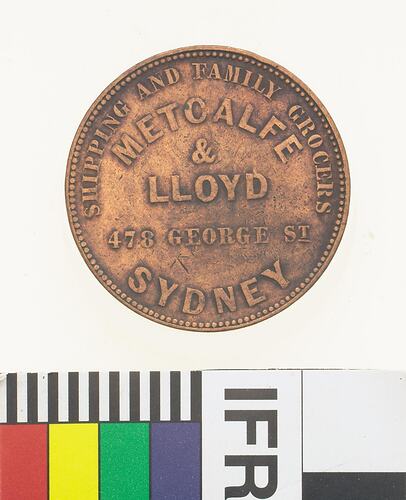 SHIPPING AND FAMILY GROCERS
METCALFE
&
LLOYD
478 GEORGE ST
SYDNEY
IFR